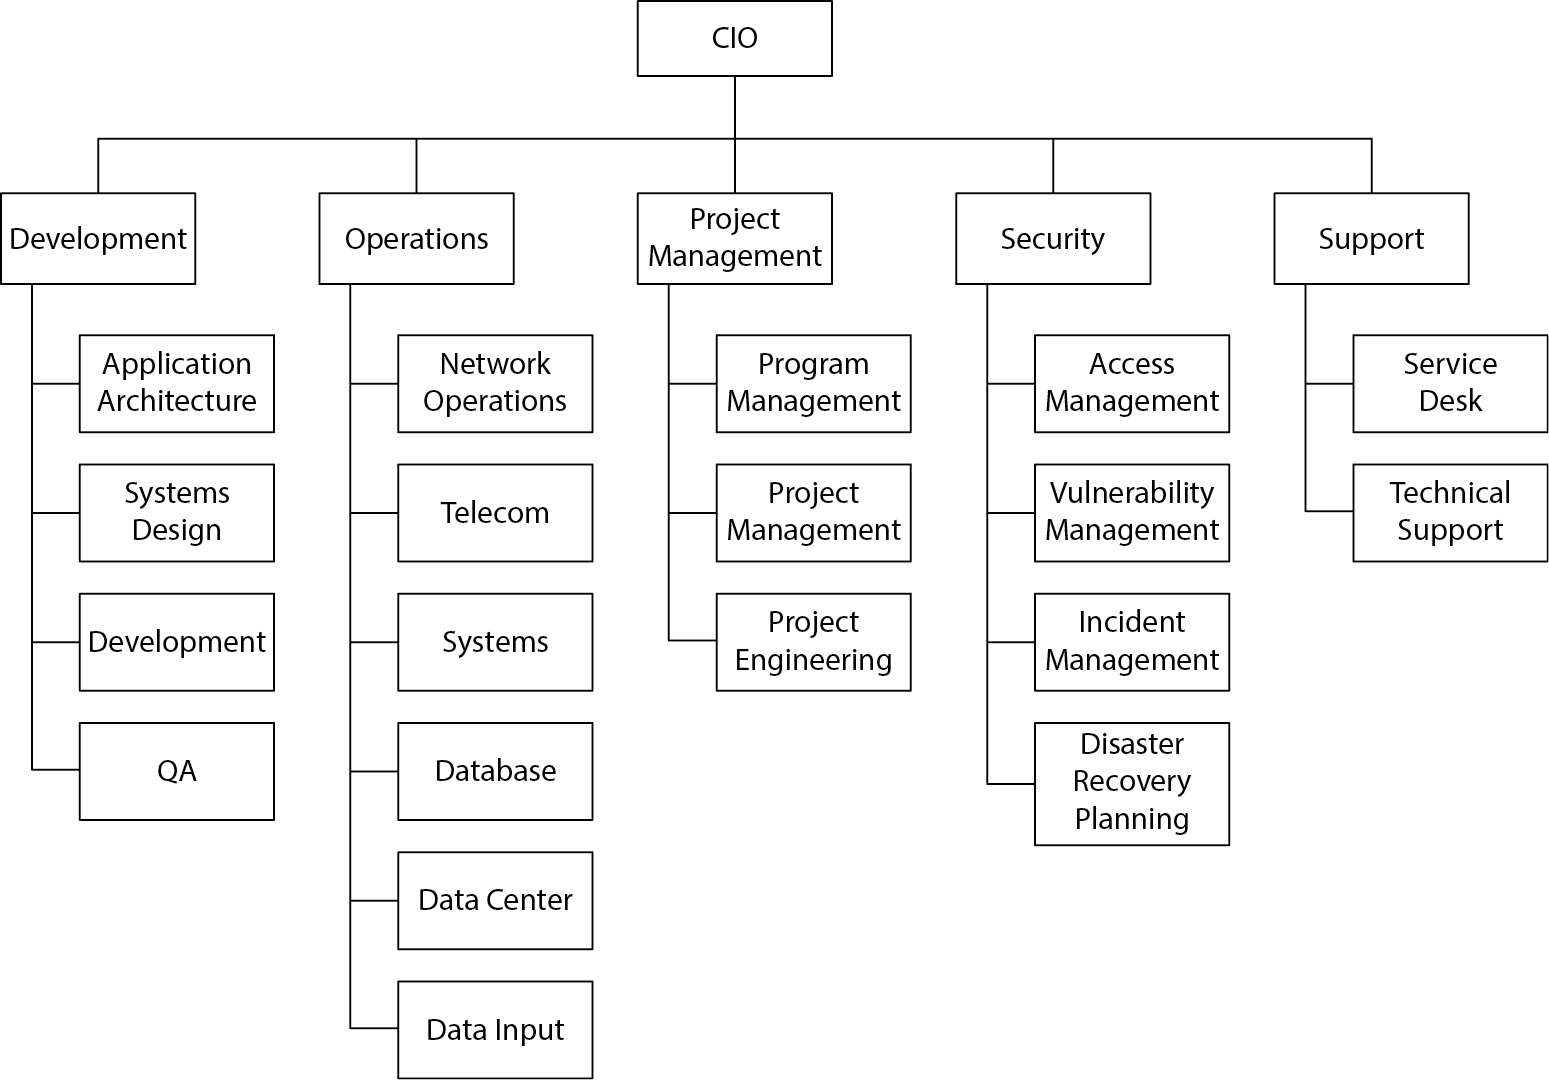 CIO
Development
Operations
Project
Management
Security
Support
Application
Architecture
Systems
Design
Development
QA
Network
Operations
Telecom
Systems
Database
Data Center
Data Input
Program
Management
Project
Management
Project
Engineering
Access
Management
Vulnerability
Management
Incident
Management
Disaster
Recovery
Planning
Service
Desk
Technical
Support